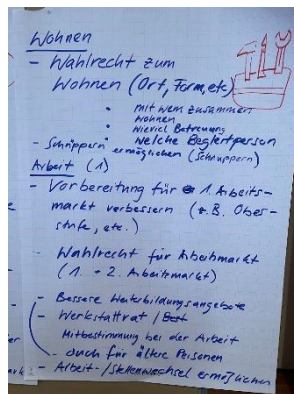 Wohnen
- Wahlrecht zum
Wohnen (Ort, Form, etc)
• mit wem zusammen
wohnen
• wieviel Betreuung
• welche Begleitperson
- Schnuppern ermöglichen (Schnuppern)
Arbeit (1)
- Vorbereitung für 1. Arbeits-
markt verbessern (z.B. Ober-
stufe, etc.)
- Wahlrecht für Arbeitmarkt
(1. + 2. Arbeitsmarkt)
- Bessere Weiterbildungsangebote
- Werkstattrat /
Mitbestimmung bei der Arbeit
- auch für ältere Personen
- Arbeit-/Stellenwechsel ermöglichen